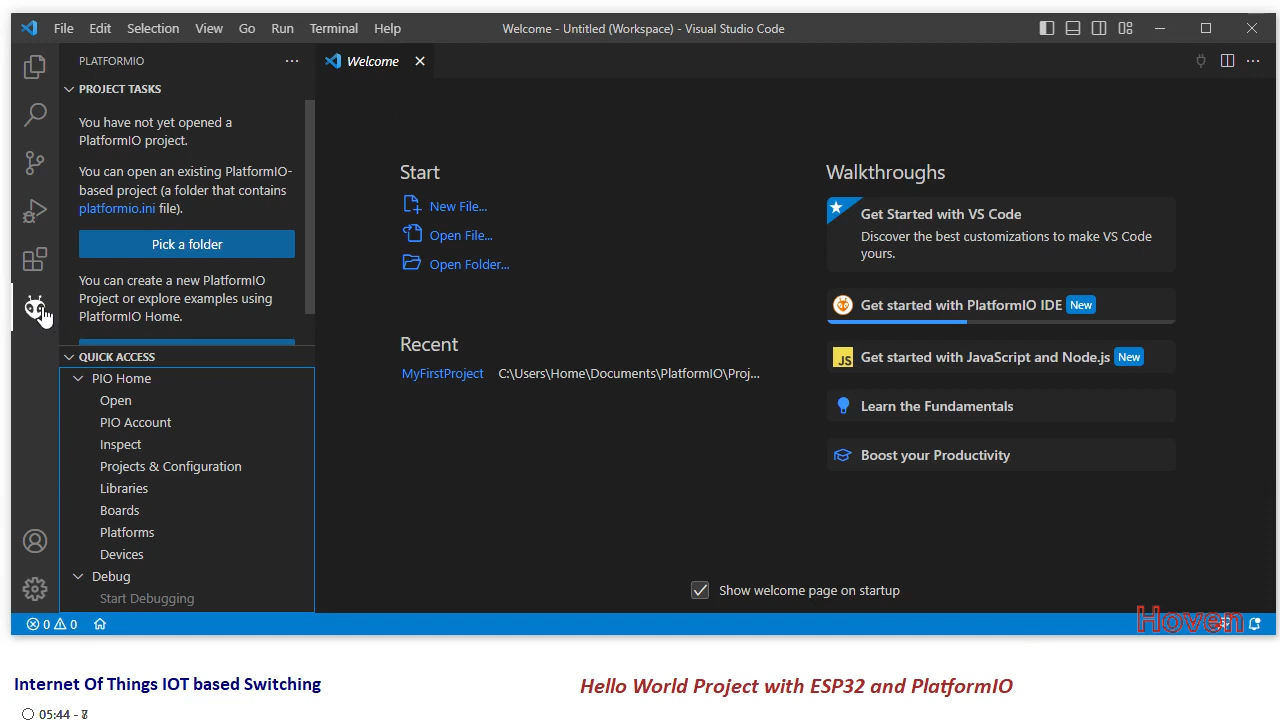 File Edit Selection View Go Run Terminal Help
Welcome - Untitled (Workspace) - Visual Studio Code
PLATFORMIO
PROJECT TASKS
You have not yet opened a
PlatformIO project.
You can open an existing PlatformIO-
based project (a folder that contains
platformio.ini file).
Pick a folder
You can create a new PlatformIO
Project or explore examples using
PlatformIO Home.
QUICK ACCESS
PIO Home
Open
PIO Account
Inspect
Projects & Configuration
Libraries
Boards
Platforms
Devices
Debug
Start Debugging
Welcome
Start
New File...
Open File...
Open Folder...
Recent
MyFirstProject C:\Users\Home\Documents\PlatformIO\Proj...
Walkthroughs
Get Started with VS Code
Discover the best customizations to make VS Code
yours.
Get started with PlatformIO IDE New
JS Get started with JavaScript and Node.js New
Learn the Fundamentals
Boost your Productivity
Show welcome page on startup
0 0
Hoven
Internet Of Things IOT based Switching
Hello World Project with ESP32 and PlatformIO
05:44 -